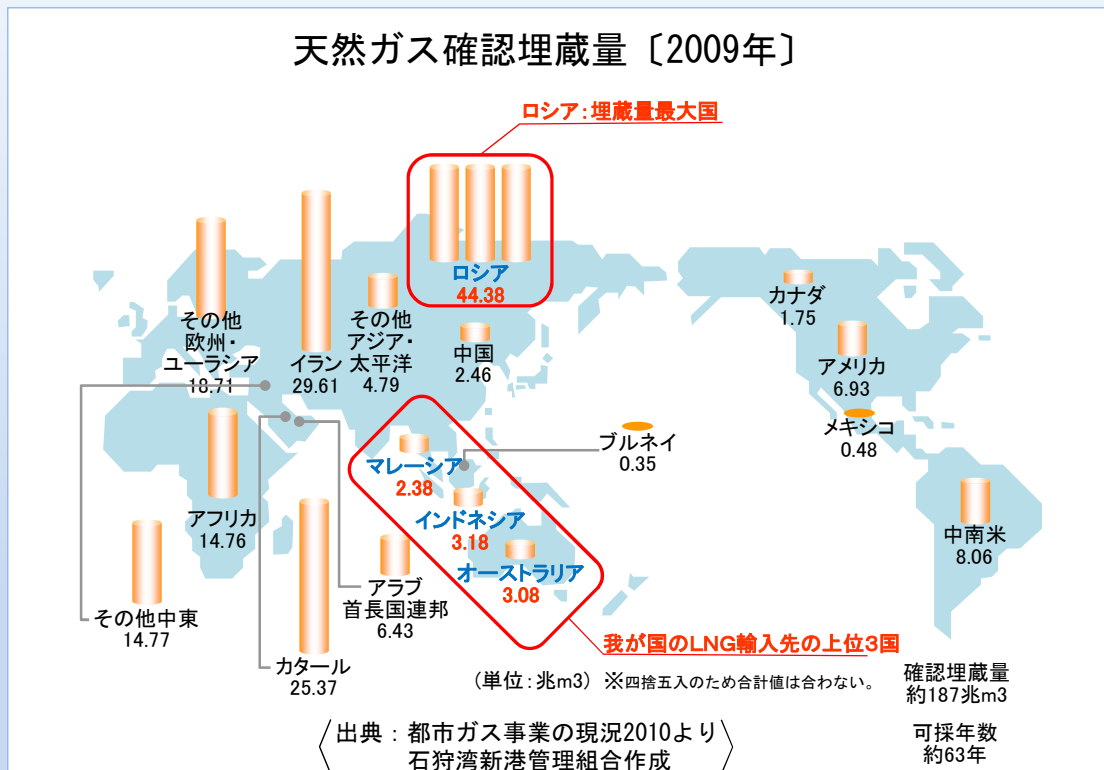 天然ガス確認埋蔵量〔2009年〕
ロシア：埋蔵量最大国
ロシア
44.38
その他
欧州・
ユーラシア
18.71
イラン
29.61
その他
アジア・
太平洋
4.79
中国
2.46
カナダ
1.75
アメリカ
6.93
メキシコ
0.48
ブルネイ
0.35
マレーシア
2.38
インドネシア
3.18
オーストラリア
3.08
アフリカ
14.76
中南米
8.06
その他中東
14.77
アラブ
首長国連邦
6.43
カタール
25.37
我が国のLNG輸入先の上位3国
（単位：兆m3）※四捨五入のため合計値は合わない。
確認埋蔵量
約187兆m3
可採年数
約63年
出典：都市ガス事業の現況2010より
石狩湾新港管理組合作成